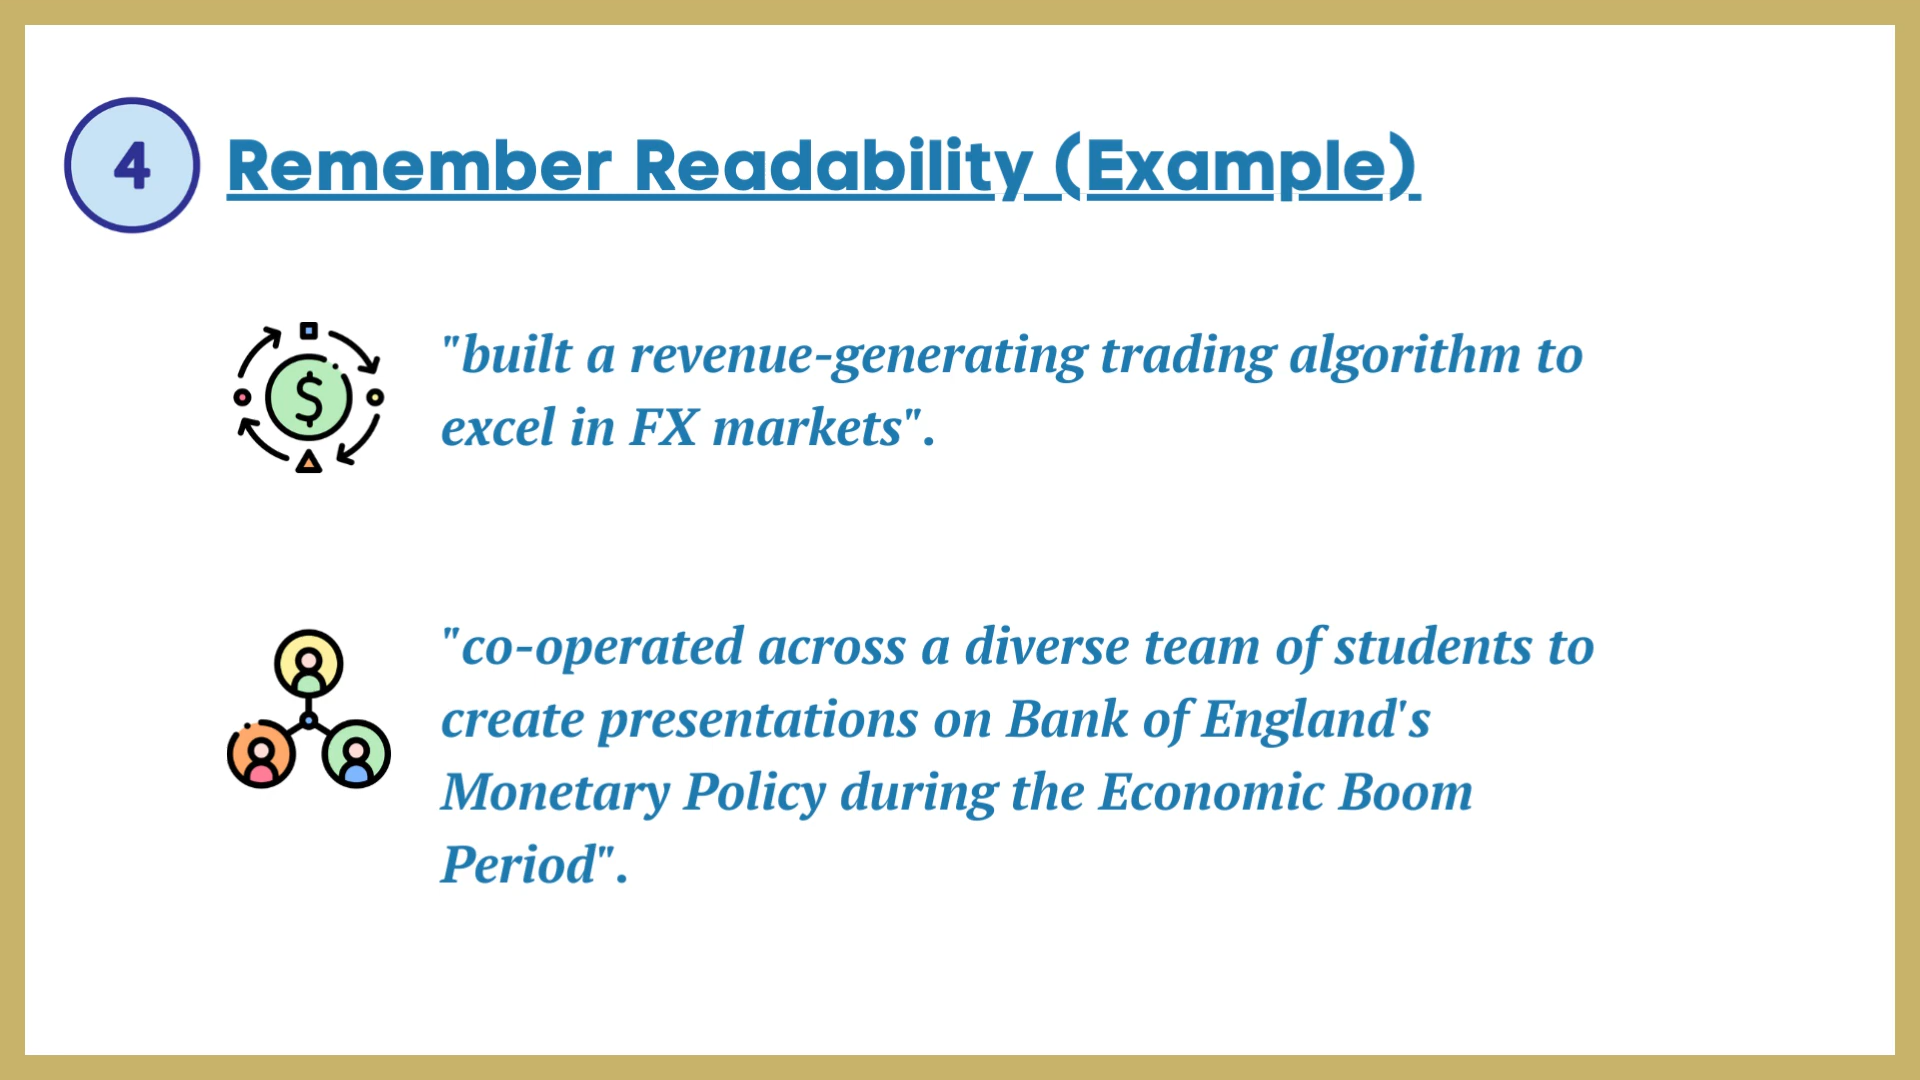 4
Remember Readability (Example)
"built a revenue-generating trading algorithm to
excel in FX markets".
"co-operated across a diverse team of students to
create presentations on Bank of England's
Monetary Policy during the Economic Boom
Period".